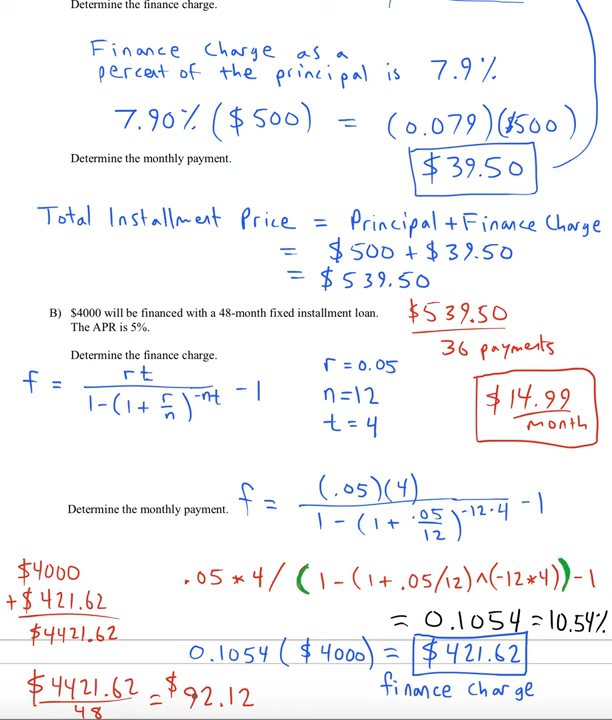 Determine the finance charge.
Finance Charge as a
percent of the principal is 7.9%
7.90% ($500) = (0.079)($500)
Determine the monthly payment.
$39.50
Total Installment Price = Principal + Finance Charge
= $500 + $39.50
= $539.50
B) $4000 will be financed with a 48-month fixed installment loan.
The APR is 5%.
$539.50
36 payments
Determine the finance charge.
f = rt / 1-(1+ r/n)^-nt - 1
r = 0.05
n=12
t = 4
$14.99
month
Determine the monthly payment.
f = (.05)(4) / 1 - (1 + .05/12)^-12·4 - 1
$4000
+ $421.62
$4421.62
.05 * 4 / (1-(1+.05/12)^(-12*4))-1
= 0.1054 = 10.54%
0.1054 ($4000) = $421.62
finance charge
$4421.62 / 48 = $92.12